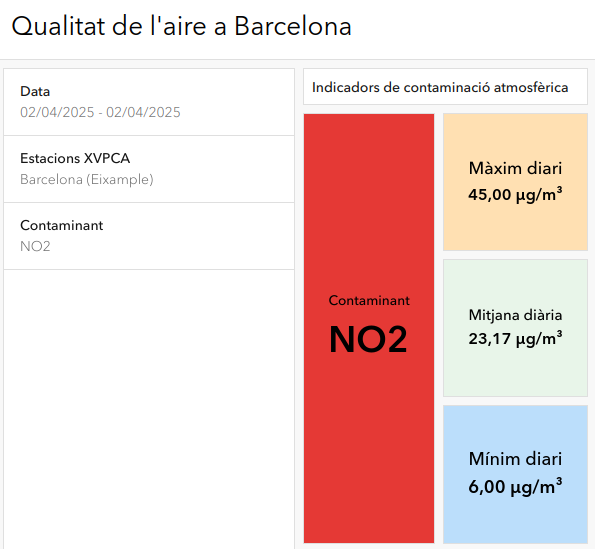 Qualitat de l'aire a Barcelona
Data
02/04/2025 - 02/04/2025
Estacions XVPCA
Barcelona (Eixample)
Contaminant
NO2
Indicadors de contaminació atmosfèrica
Contaminant
NO2
Màxim diari
45,00 µg/m³
Mitjana diària
23,17 µg/m³
Mínim diari
6,00 µg/m³